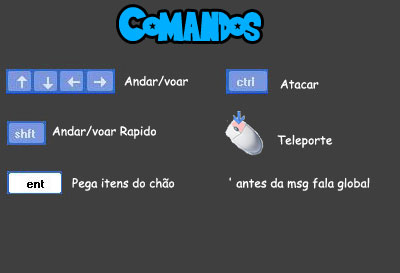 COMANDOS
↑ ↓ ← → Andar/voar
ctrl Atacar
shft Andar/voar Rapido
Teleporte
ent Pega itens do chão
' antes da msg fala global